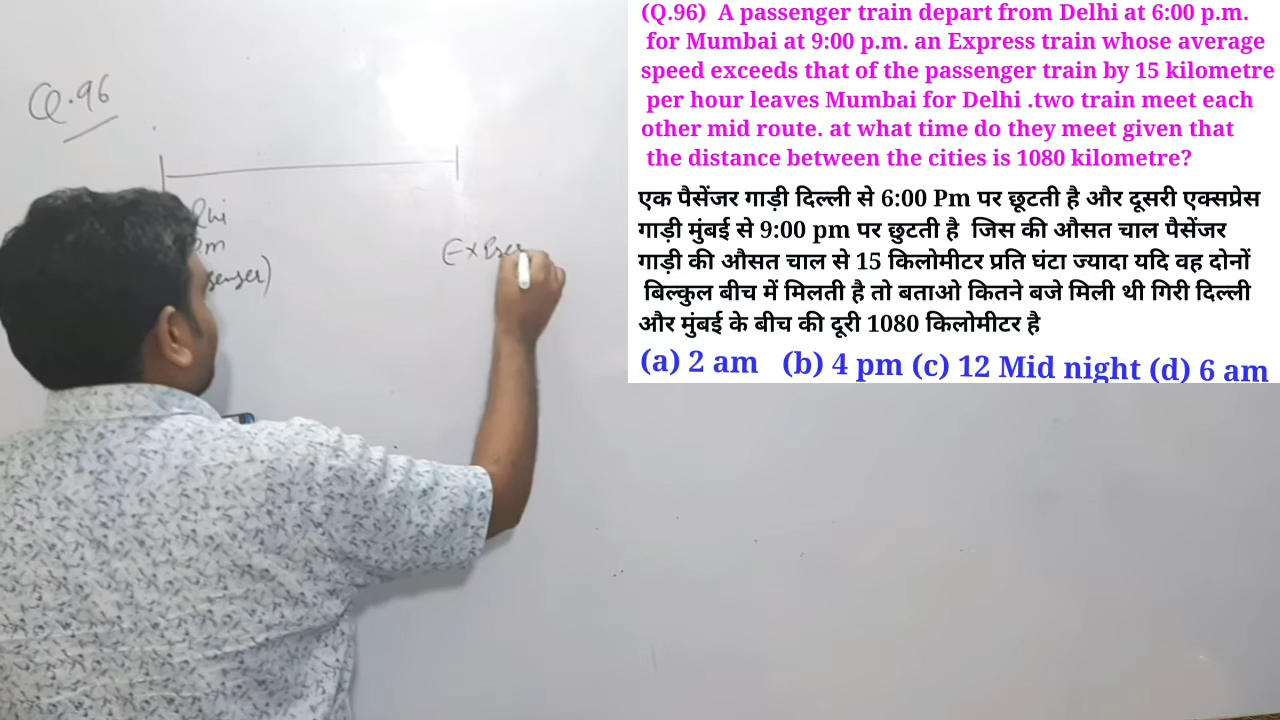 Q.96
(Q.96) A passenger train depart from Delhi at 6:00 p.m.
for Mumbai at 9:00 p.m. an Express train whose average
speed exceeds that of the passenger train by 15 kilometre
per hour leaves Mumbai for Delhi .two train meet each
other mid route. at what time do they meet given that
the distance between the cities is 1080 kilometre?
एक पैसेंजर गाड़ी दिल्ली से 6:00 Pm पर छूटती है और दूसरी एक्सप्रेस
गाड़ी मुंबई से 9:00 pm पर छुटती है जिस की औसत चाल पैसेंजर
गाड़ी की औसत चाल से 15 किलोमीटर प्रति घंटा ज्यादा यदि वह दोनों
बिल्कुल बीच में मिलती है तो बताओ कितने बजे मिली थी गिरी दिल्ली
और मुंबई के बीच की दूरी 1080 किलोमीटर है
(a) 2 am (b) 4 pm (c) 12 Mid night (d) 6 am